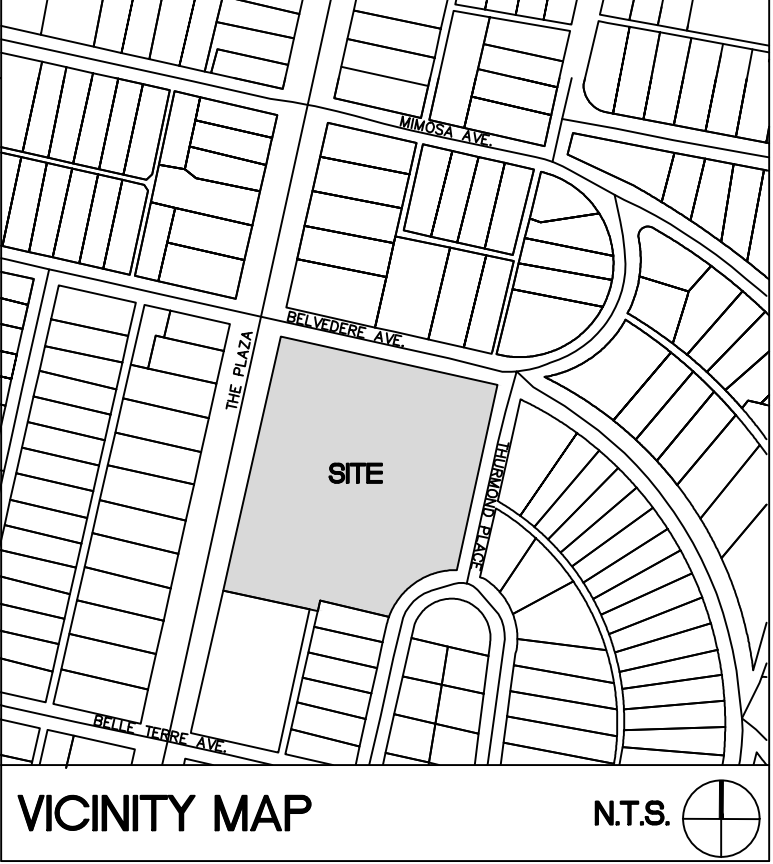 MIMOSA AVE.
BELVEDERE AVE.
THE PLAZA
SITE
THURMOND PLACE
BELLE TERRE AVE.
VICINITY MAP
N.T.S.